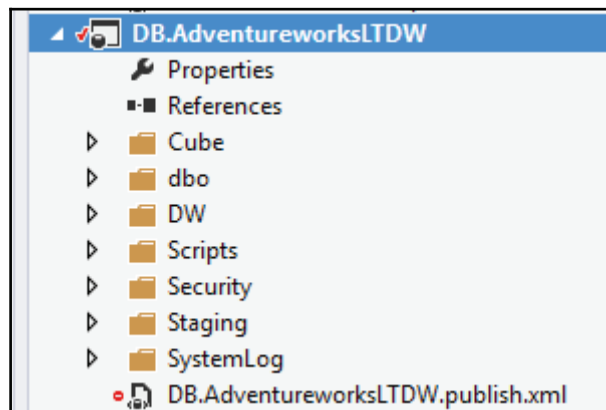 DB.AdventureworksLTDW
Properties
References
Cube
dbo
DW
Scripts
Security
Staging
SystemLog
DB.AdventureworksLTDW.publish.xml